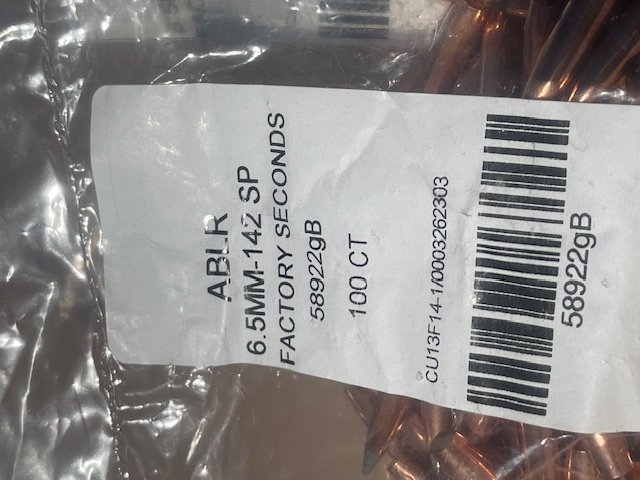 ABLR
6.5MM-142 SP
FACTORY SECONDS
58922gB
100 CT
CU13F14-1/0003262303
58922gB